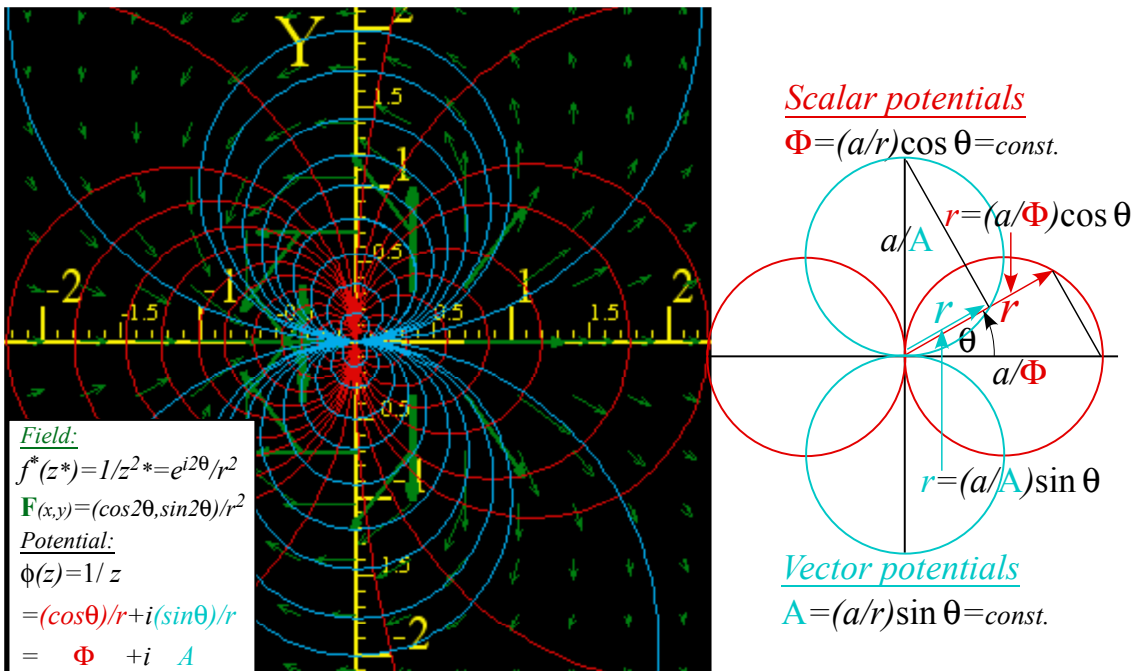 Y
2
1.5
1
0.5
-2
-1.5
-1
0.5
1
1.5
2
0.5
-1
1.5
-2
Field:
f*(z*)=1/z²*=e^{i2θ}/r²
F(x,y)=(cos2θ,sin2θ)/r²
Potential:
ϕ(z)=1/ z
=(cosθ)/r+i(sinθ)/r
= Φ +i A
Scalar potentials
Φ=(a/r)cos θ=const.
r=(a/Φ)cos θ
a/A
r
r
θ
a/Φ
r=(a/A)sin θ
Vector potentials
A=(a/r)sin θ=const.